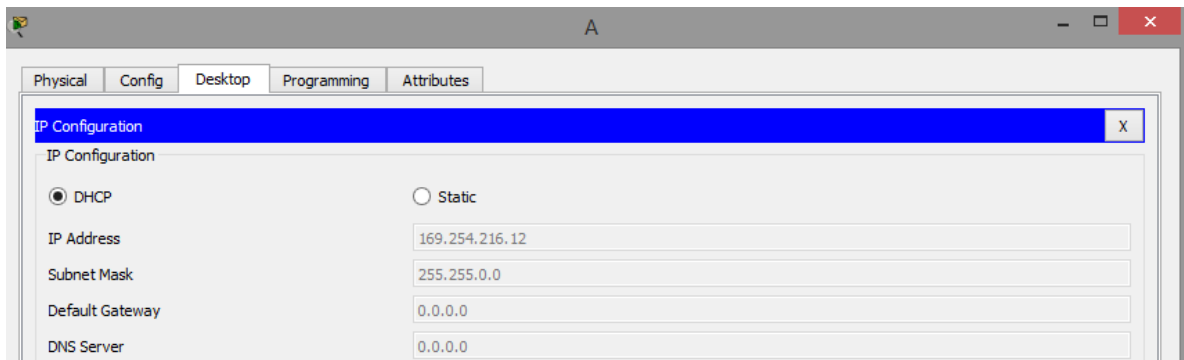 A
Physical Config Desktop Programming Attributes
IP Configuration X
IP Configuration
DHCP Static
IP Address 169.254.216.12
Subnet Mask 255.255.0.0
Default Gateway 0.0.0.0
DNS Server 0.0.0.0